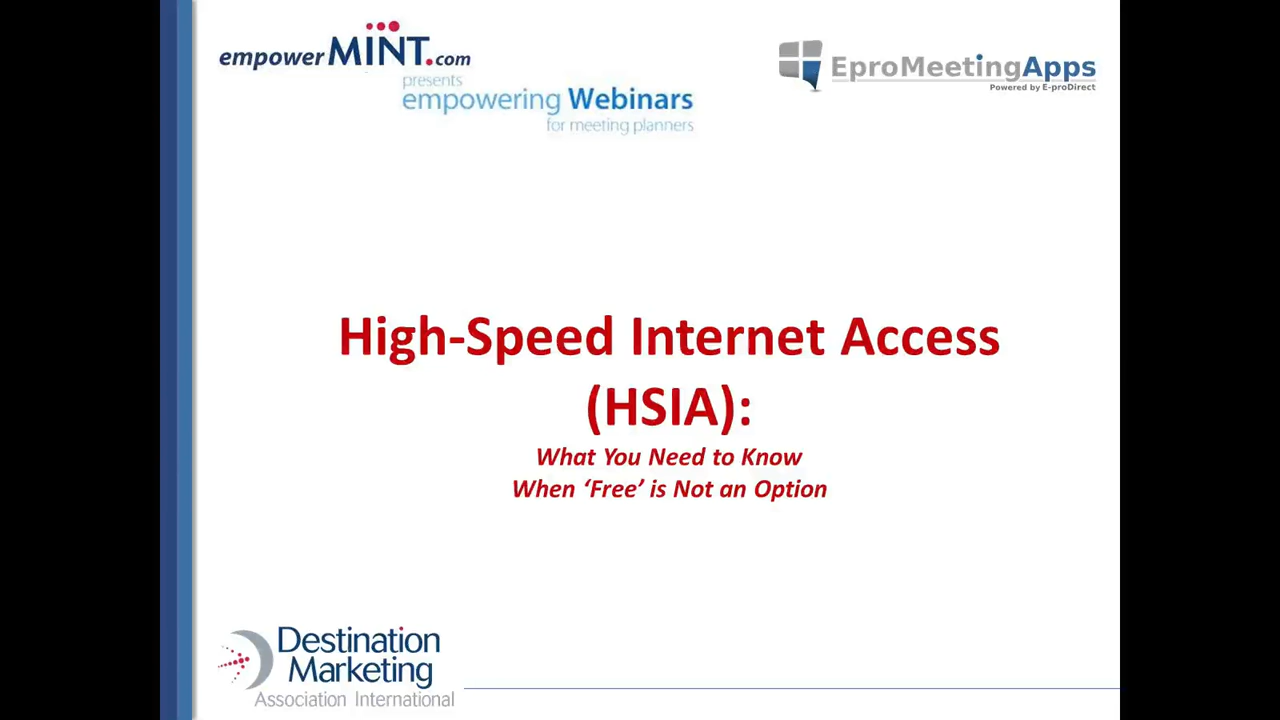 empowerMINT.com
presents
empowering Webinars
for meeting planners
EproMeetingApps
Powered by E-proDirect
High-Speed Internet Access
(HSIA):
What You Need to Know
When ‘Free’ is Not an Option
Destination
Marketing
Association International